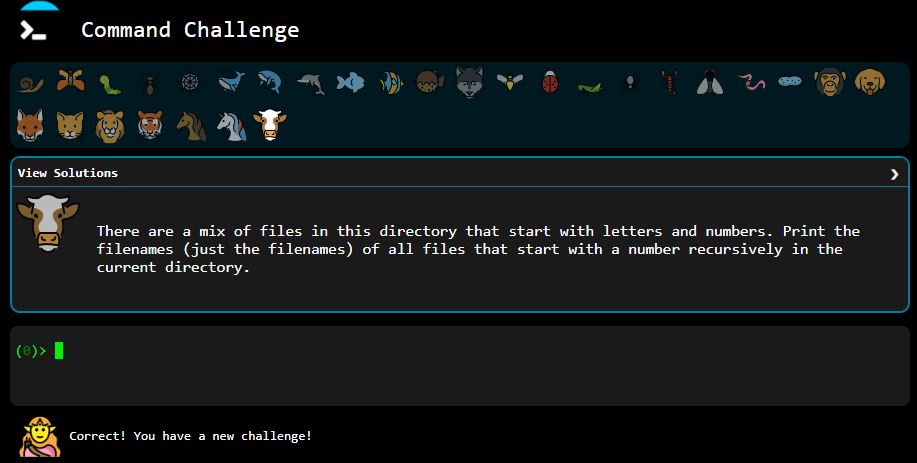 Command Challenge
View Solutions
There are a mix of files in this directory that start with letters and numbers. Print the
filenames (just the filenames) of all files that start with a number recursively in the
current directory.
(0)>
Correct! You have a new challenge!